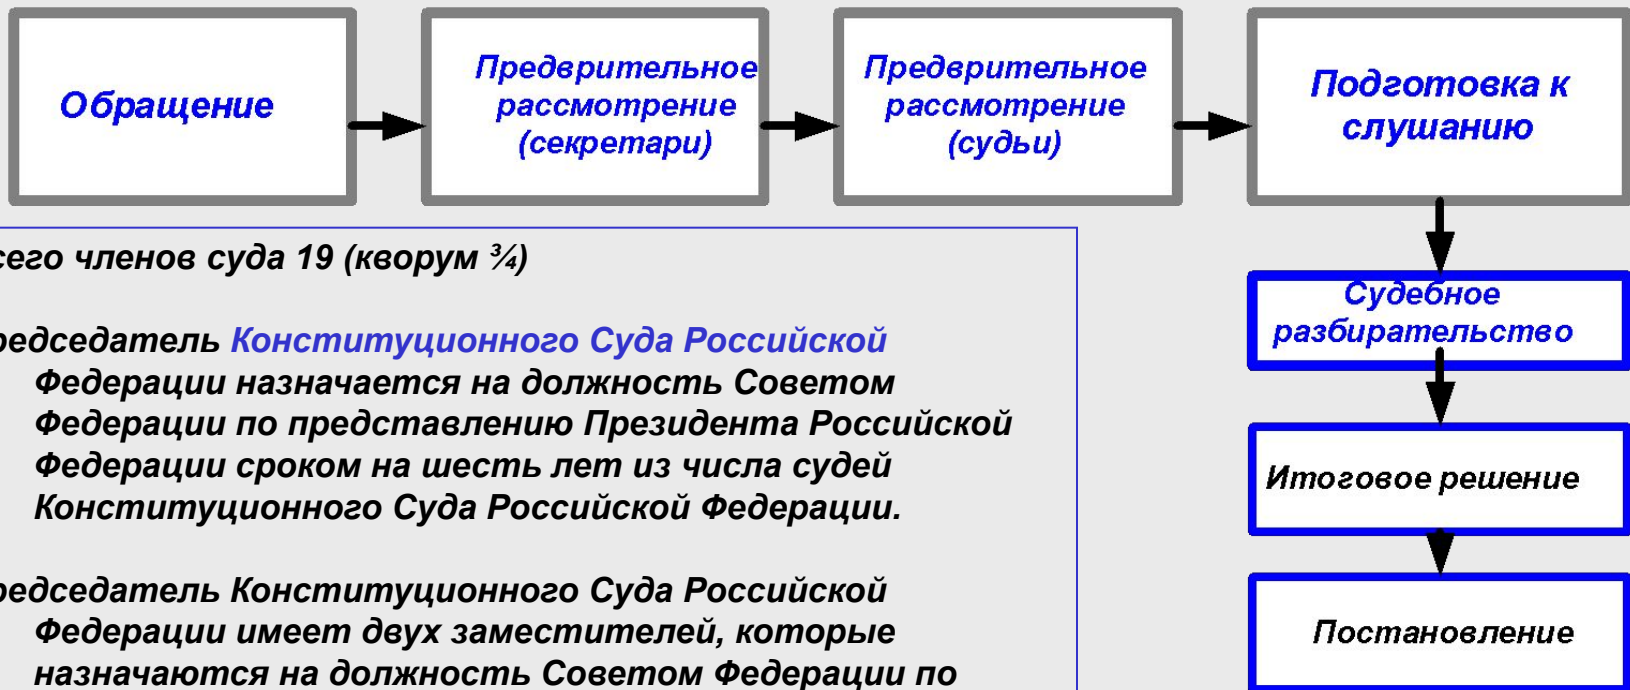 Обращение
Предврительное
рассмотрение
(секретари)
Предврительное
рассмотрение
(судьи)
Подготовка к
слушанию
сего членов суда 19 (кворум ¾)
редседатель Конституционного Суда Российской
Федерации назначается на должность Советом
Федерации по представлению Президента Российской
Федерации сроком на шесть лет из числа судей
Конституционного Суда Российской Федерации.
редседатель Конституционного Суда Российской
Федерации имеет двух заместителей, которые
назначаются на должность Советом Федерации по
Судебное
разбирательство
Итоговое решение
Постановление